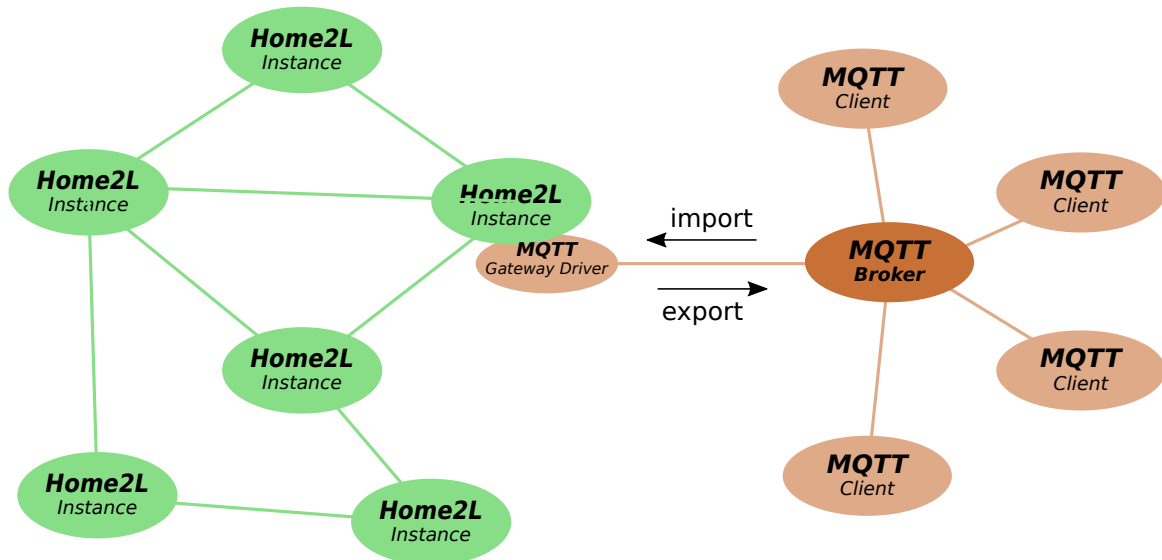 Home2L
Instance
MQTT
Client
Home2L
Instance
Home2L
Instance
MQTT
Client
import
MQTT
Gateway Driver
MQTT
Broker
export
Home2L
Instance
MQTT
Client
MQTT
Client
Home2L
Instance
Home2L
Instance